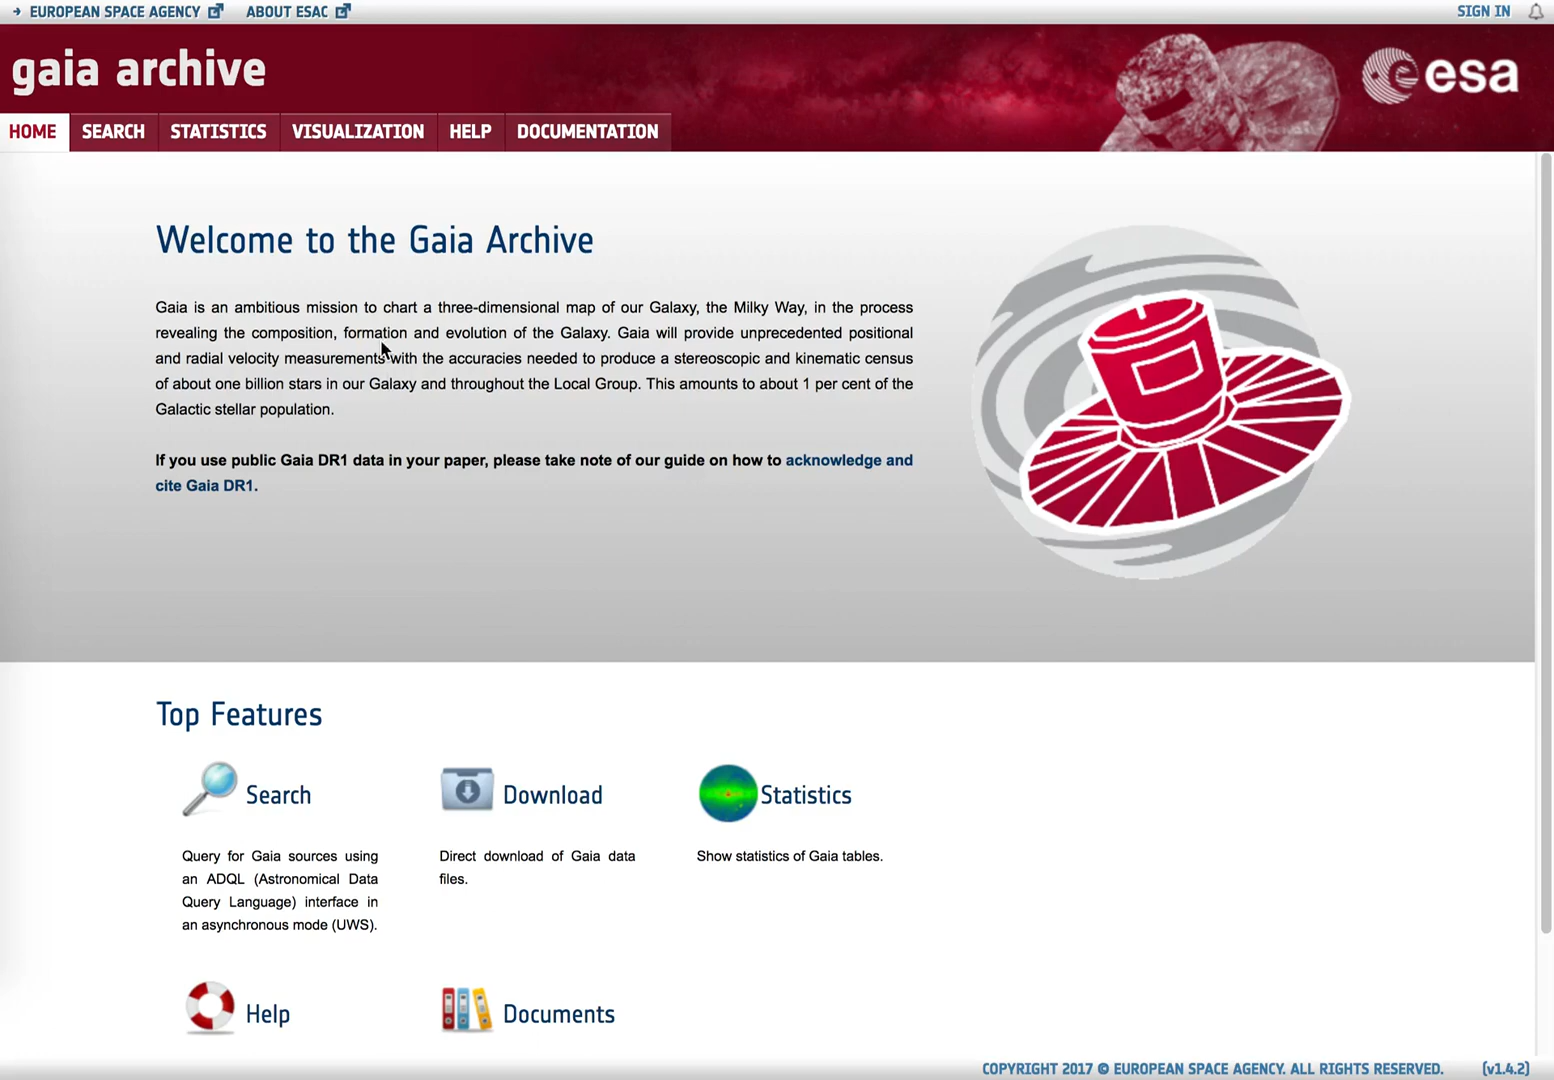 EUROPEAN SPACE AGENCY ABOUT ESAC SIGN IN
gaia archive
esa
HOME SEARCH STATISTICS VISUALIZATION HELP DOCUMENTATION
Welcome to the Gaia Archive
Gaia is an ambitious mission to chart a three-dimensional map of our Galaxy, the Milky Way, in the process
revealing the composition, formation and evolution of the Galaxy. Gaia will provide unprecedented positional
and radial velocity measurements with the accuracies needed to produce a stereoscopic and kinematic census
of about one billion stars in our Galaxy and throughout the Local Group. This amounts to about 1 per cent of the
Galactic stellar population.
If you use public Gaia DR1 data in your paper, please take note of our guide on how to acknowledge and
cite Gaia DR1.
Top Features
Search
Query for Gaia sources using
an ADQL (Astronomical Data
Query Language) interface in
an asynchronous mode (UWS).
Download
Direct download of Gaia data
files.
Statistics
Show statistics of Gaia tables.
Help
Documents
COPYRIGHT 2017 © EUROPEAN SPACE AGENCY. ALL RIGHTS RESERVED. (v1.4.2)